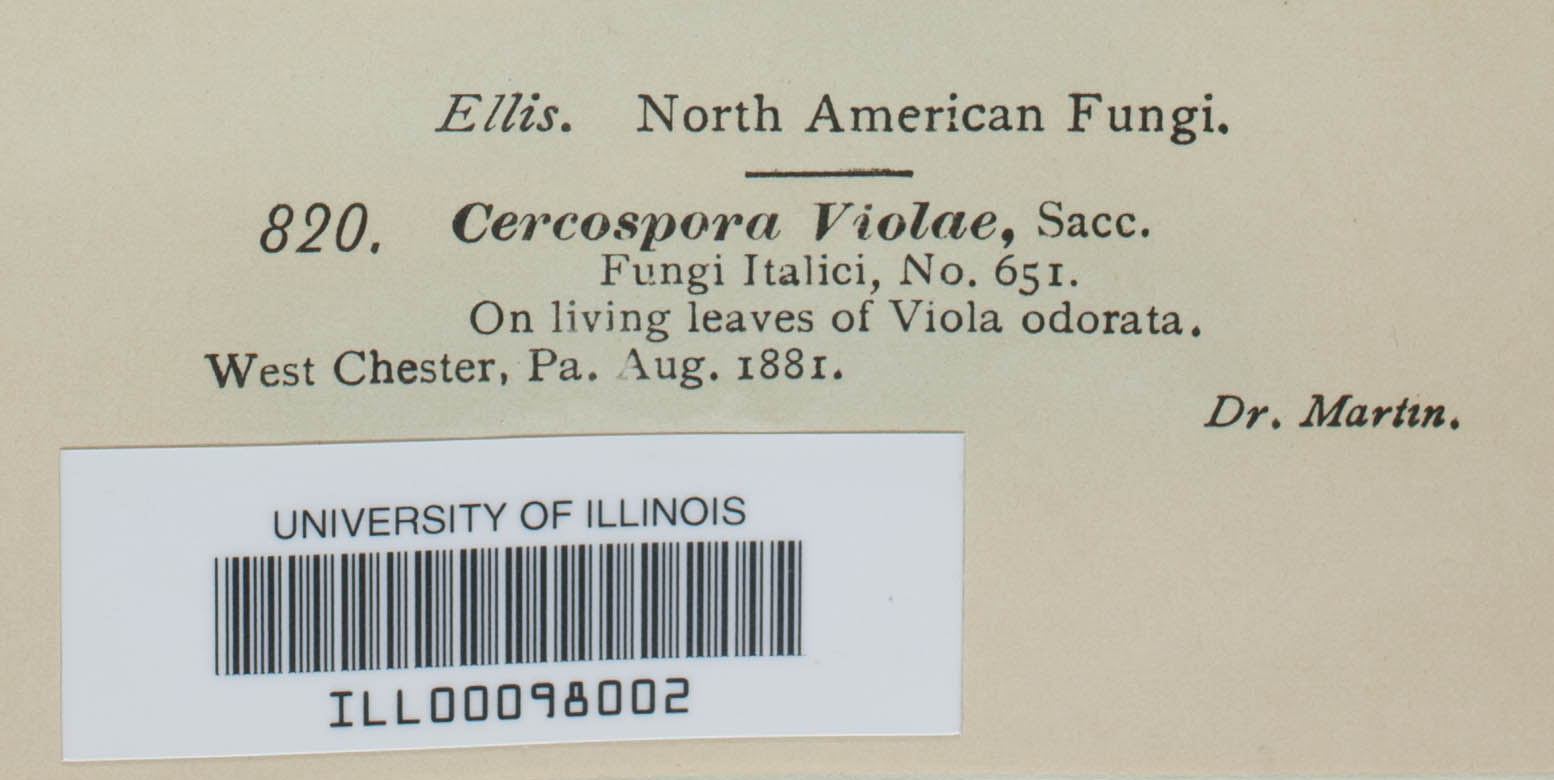 Ellis. North American Fungi.
820. Cercospora Violae, Sacc.
Fungi Italici, No. 651.
On living leaves of Viola odorata.
West Chester, Pa. Aug. 1881.
Dr. Martin.
UNIVERSITY OF ILLINOIS
ILL00098002